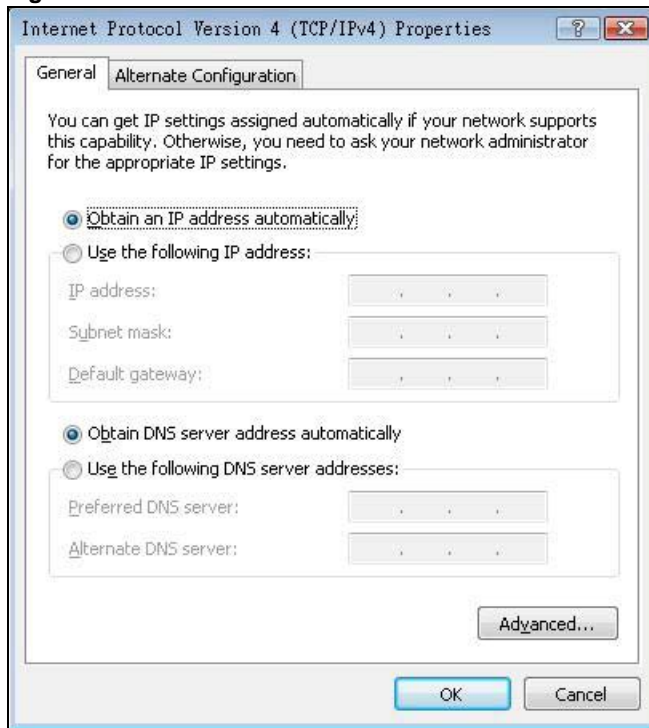 Internet Protocol Version 4 (TCP/IPv4) Properties
General
Alternate Configuration
You can get IP settings assigned automatically if your network supports
this capability. Otherwise, you need to ask your network administrator
for the appropriate IP settings.
Obtain an IP address automatically
Use the following IP address:
IP address:
Subnet mask:
Default gateway:
Obtain DNS server address automatically
Use the following DNS server addresses:
Preferred DNS server:
Alternate DNS server:
Advanced...
OK
Cancel